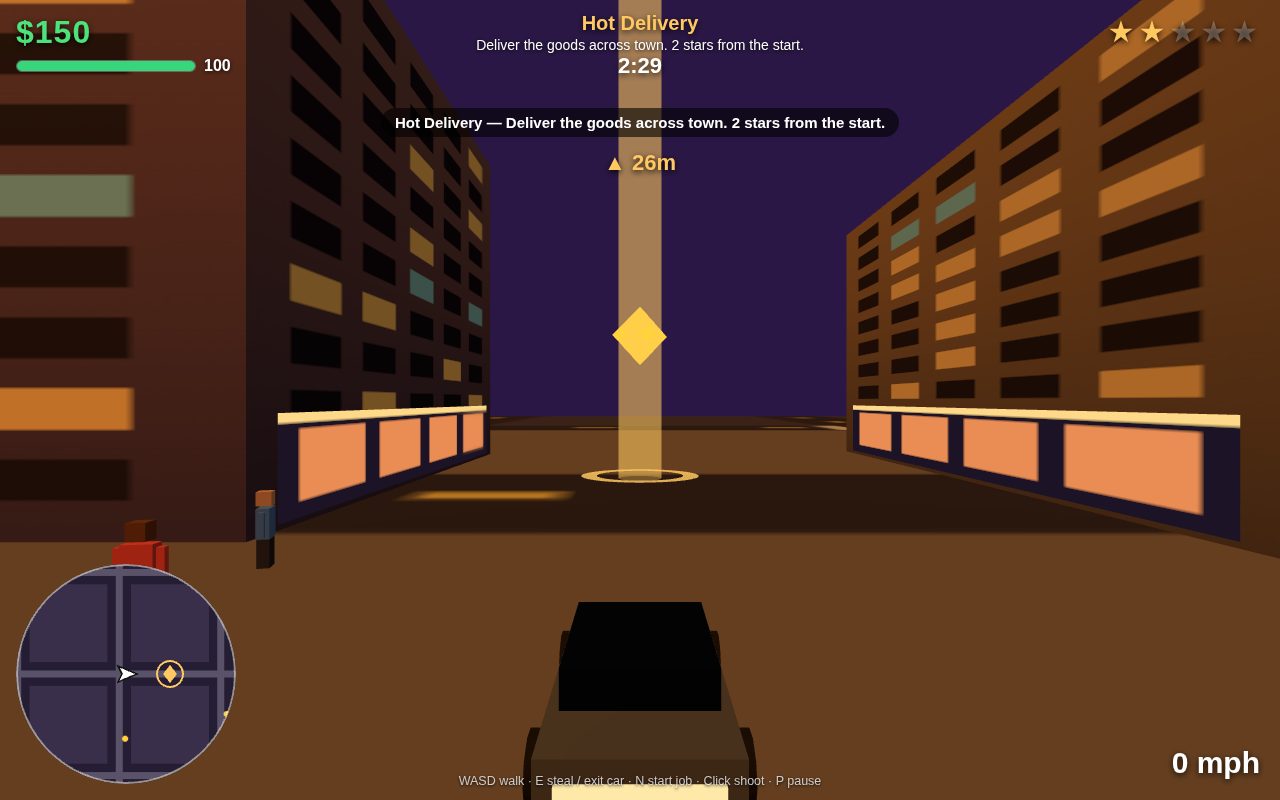 $150
100
Hot Delivery
Deliver the goods across town. 2 stars from the start.
2:29
Hot Delivery — Deliver the goods across town. 2 stars from the start.
▲ 26m
WASD walk · E steal / exit car · N start job · Click shoot · P pause
0 mph